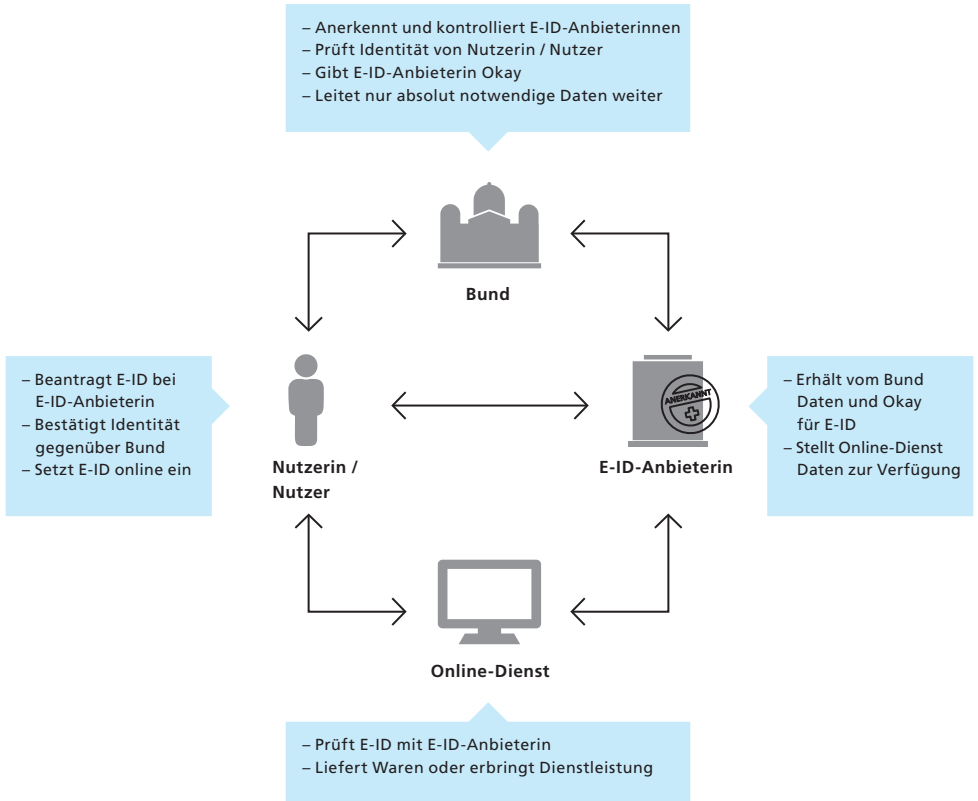 – Anerkennt und kontrolliert E-ID-Anbieterinnen
– Prüft Identität von Nutzerin / Nutzer
– Gibt E-ID-Anbieterin Okay
– Leitet nur absolut notwendige Daten weiter
Bund
– Beantragt E-ID bei
E-ID-Anbieterin
– Bestätigt Identität
gegenüber Bund
– Setzt E-ID online ein
Nutzerin /
Nutzer
ANERKANNT
E-ID-Anbieterin
– Erhält vom Bund
Daten und Okay
für E-ID
– Stellt Online-Dienst
Daten zur Verfügung
Online-Dienst
– Prüft E-ID mit E-ID-Anbieterin
– Liefert Waren oder erbringt Dienstleistung